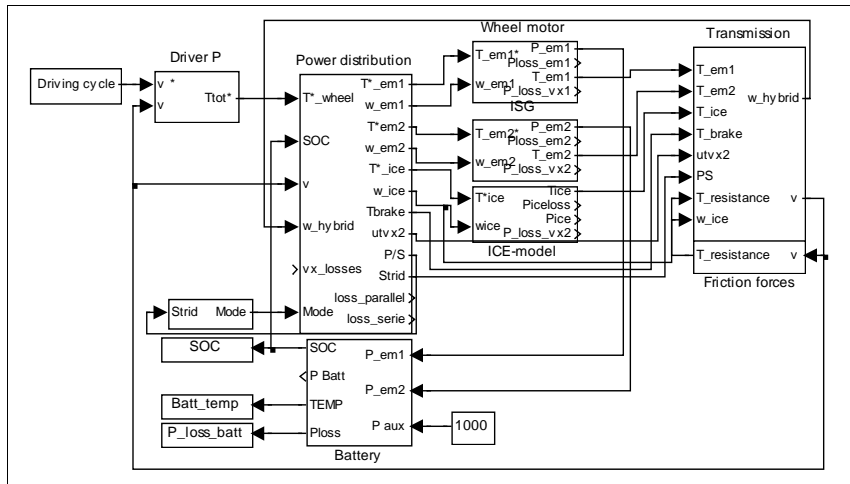 Driving cycle
Driver P
v *
v
Ttot*
Power distribution
T*_wheel
SOC
v
w_hybrid
vx_losses
Mode
T*_em1
w_em1
T*em2
w_em2
T*_ice
w_ice
Tbrake
utvx2
P/S
Strid
loss_parallel
loss_serie
Strid
Mode
Wheel motor
T_em1*
w_em1
P_em1
Ploss_em1
T_em1
P_loss_vx1
ISG
T_em2*
w_em2
P_em2
Ploss_em2
T_em2
P_loss_vx2
T*ice
wice
Tice
Piceloss
Pice
P_loss_vx2
ICE-model
Transmission
T_em1
T_em2
T_ice
T_brake
utvx2
PS
T_resistance
w_ice
w_hybrid
v
T_resistance
v
Friction forces
SOC
Batt_temp
P_loss_batt
SOC
P Batt
TEMP
Ploss
P_em1
P_em2
P aux
Battery
1000